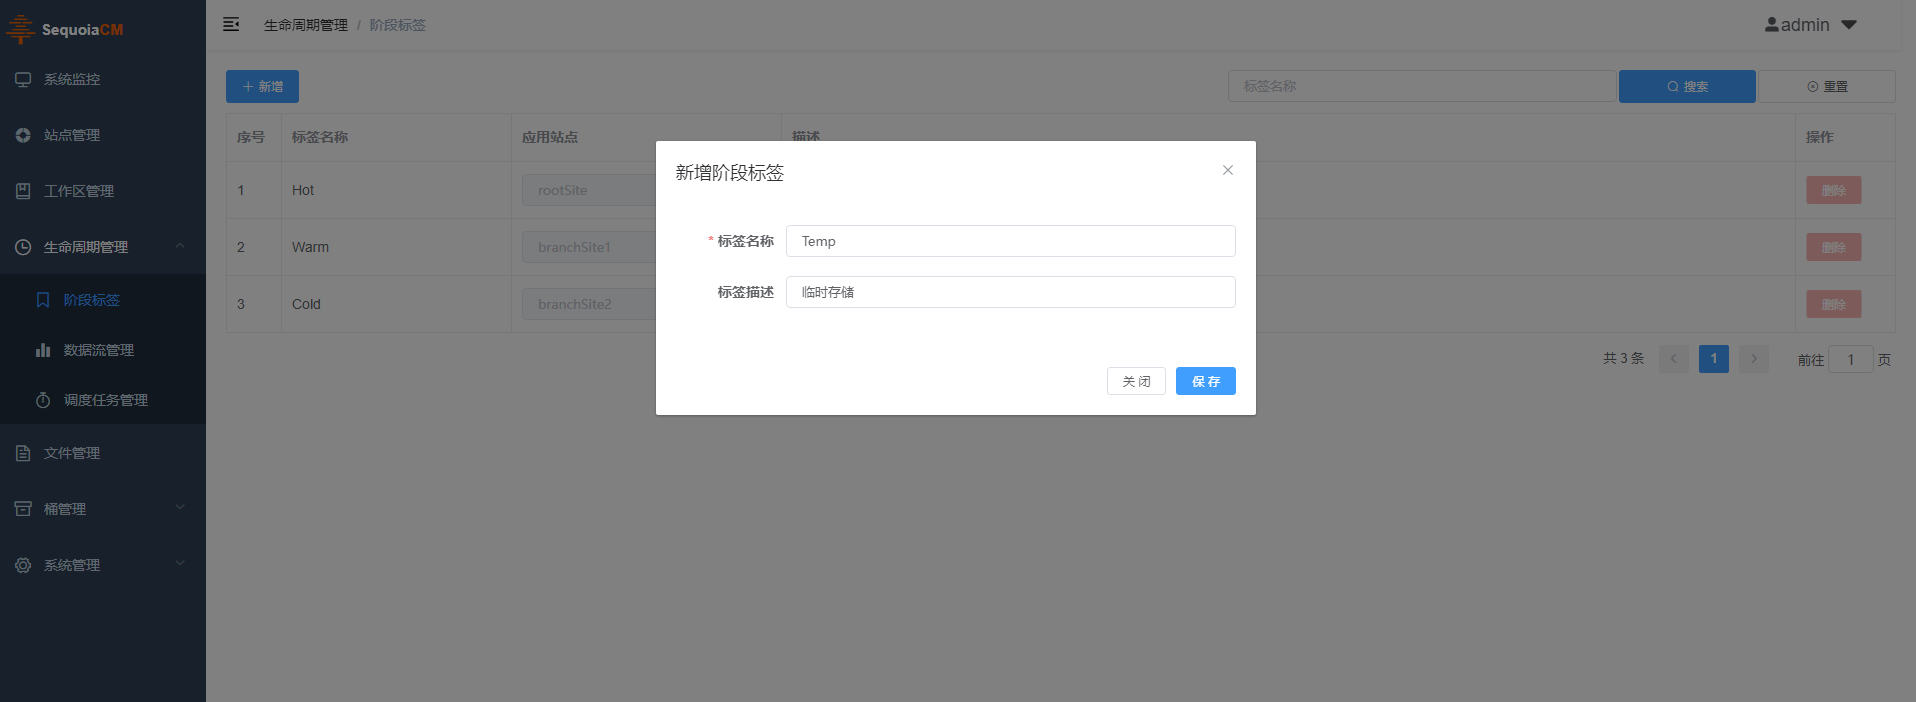 SequoiaCM
系统监控
站点管理
工作区管理
生命周期管理
阶段标签
数据流管理
调度任务管理
文件管理
桶管理
系统管理
生命周期管理 / 阶段标签
admin
新增
标签名称
搜索
重置
序号 标签名称 应用站点 描述 操作
1 Hot rootSite 删除
2 Warm branchSite1 删除
3 Cold branchSite2 删除
共 3 条 1 前往 1 页
新增阶段标签
* 标签名称 Temp
标签描述 临时存储
关 闭 保 存